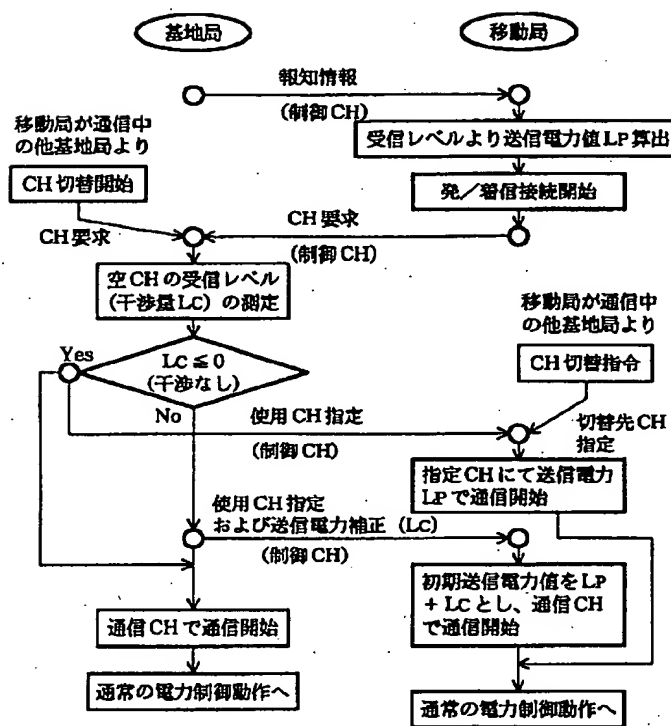 基地局
移動局
報知情報
(制御CH)
移動局が通信中
の他基地局より
受信レベルより送信電力値LP算出
CH切替開始
発/着信接続開始
CH要求
CH要求
(制御CH)
空CHの受信レベル
(干渉量LC)の測定
移動局が通信中
の他基地局より
Yes
LC≦0
(干渉なし)
CH切替指令
No
使用CH指定
(制御CH)
切替先CH
指定
指定CHにて送信電力
LPで通信開始
使用CH指定
および送信電力補正(LC)
(制御CH)
初期送信電力値をLP
+LCとし、通信CH
で通信開始
通信CHで通信開始
通常の電力制御動作へ
通常の電力制御動作へ